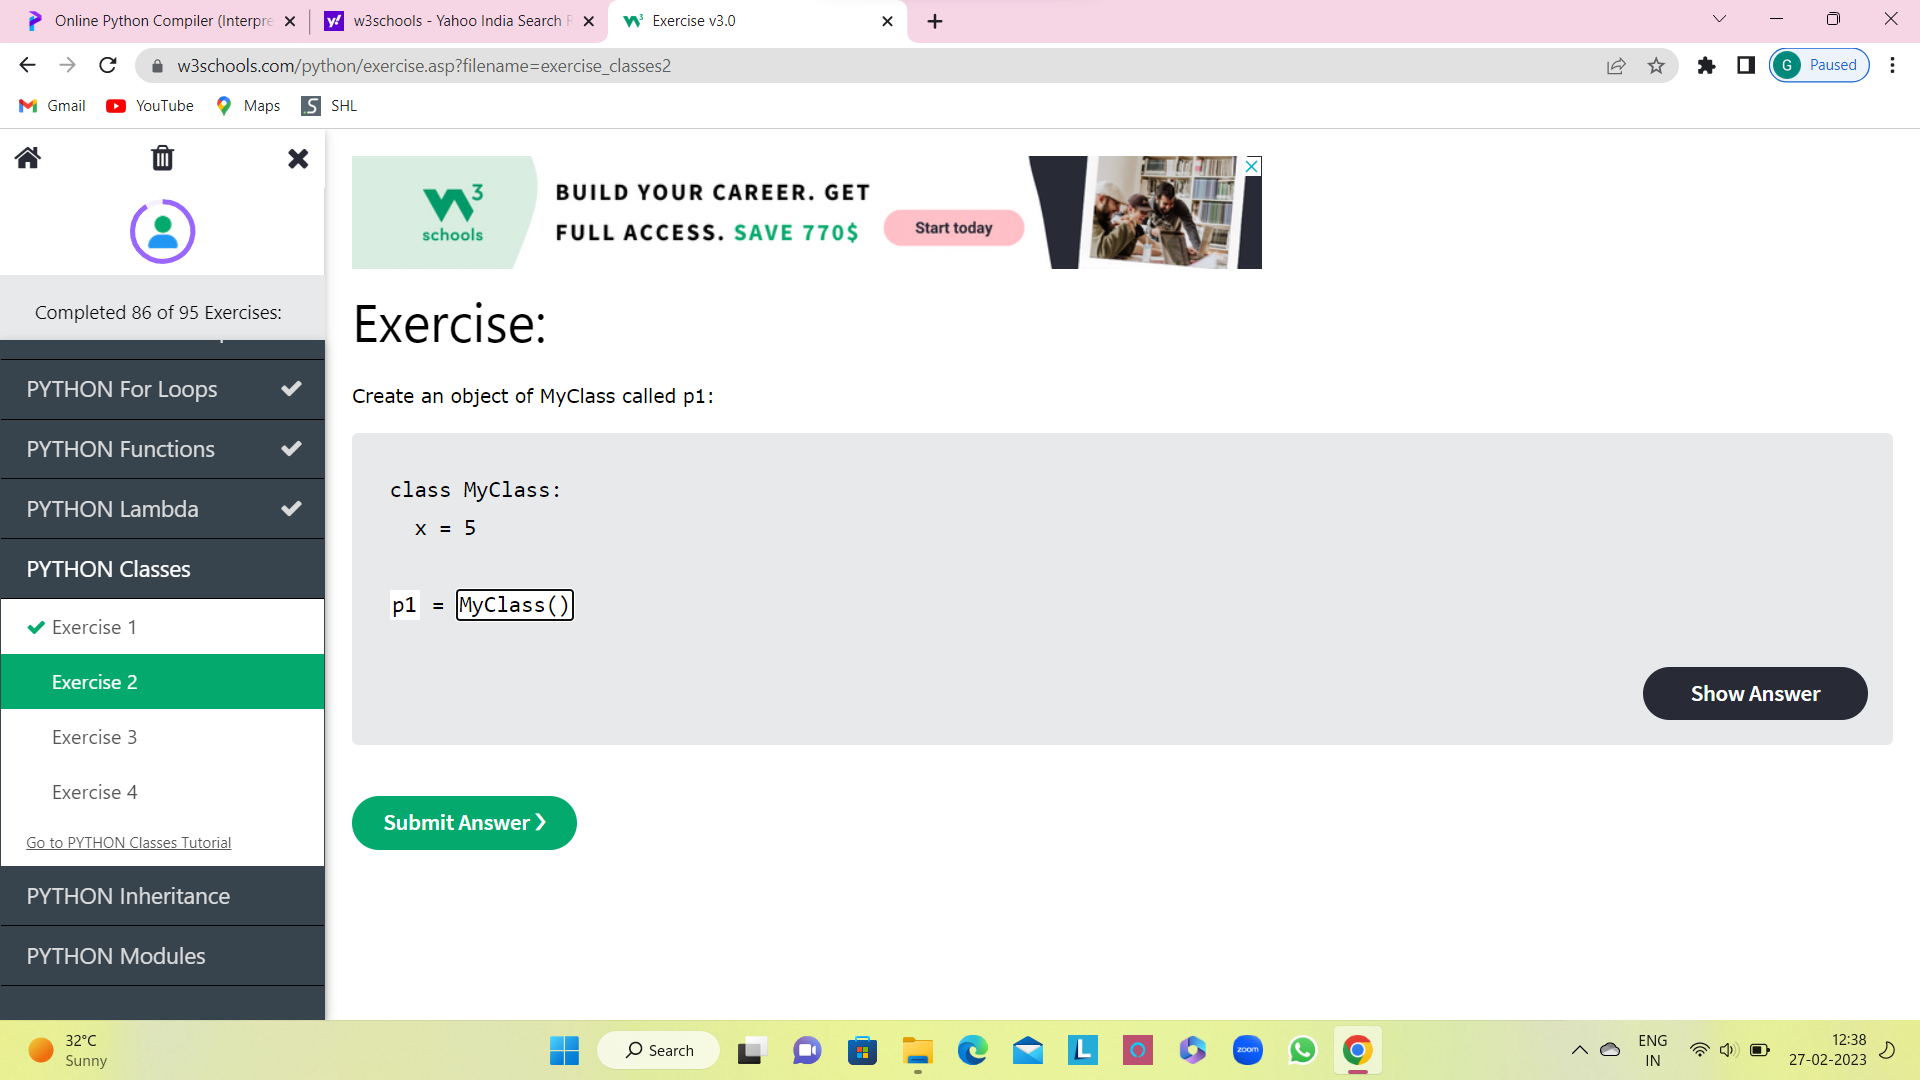 Online Python Compiler (Interpre
w3schools - Yahoo India Search R
Exercise v3.0
w3schools.com/python/exercise.asp?filename=exercise_classes2
G Paused
Gmail YouTube Maps SHL
3
schools
BUILD YOUR CAREER. GET
FULL ACCESS. SAVE 770$
Start today
Completed 86 of 95 Exercises:
PYTHON For Loops
PYTHON Functions
PYTHON Lambda
PYTHON Classes
Exercise 1
Exercise 2
Exercise 3
Exercise 4
Go to PYTHON Classes Tutorial
PYTHON Inheritance
PYTHON Modules
Exercise:
Create an object of MyClass called p1:
class MyClass:
x = 5
p1 = MyClass()
Show Answer
Submit Answer ❯
32°C
Sunny
Search
zoom
ENG
IN
12:38
27-02-2023